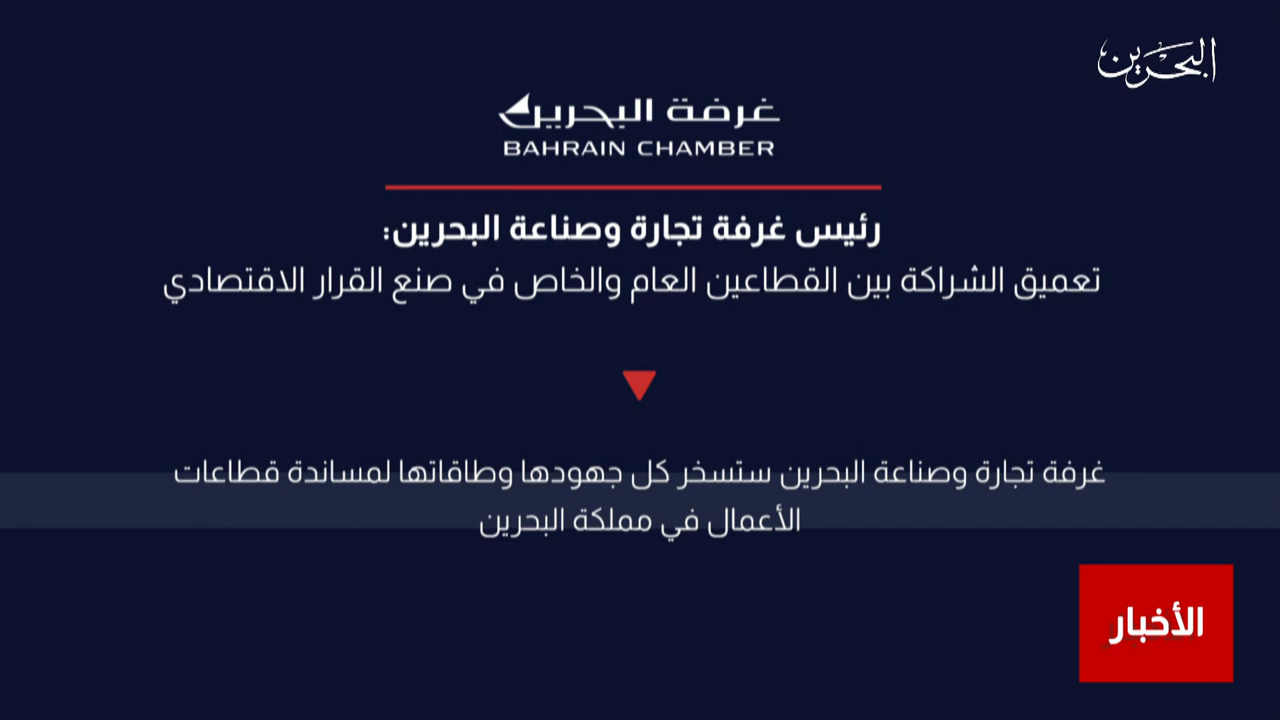 البحرين
غرفة البحرين
BAHRAIN CHAMBER
رئيس غرفة تجارة وصناعة البحرين:
تعميق الشراكة بين القطاعين العام والخاص في صنع القرار الاقتصادي
غرفة تجارة وصناعة البحرين ستسخر كل جهودها وطاقاتها لمساندة قطاعات
الأعمال في مملكة البحرين
الأخبار